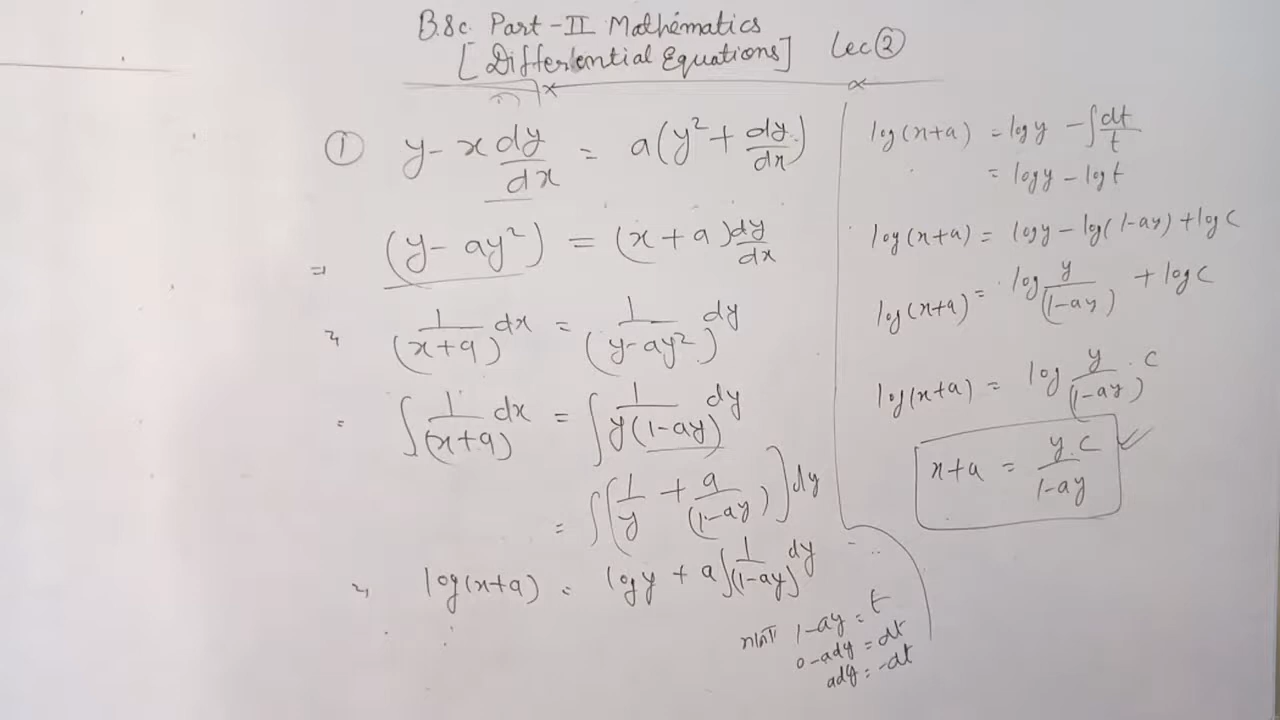 B.Sc. Part-II Mathematics
[Differential Equations] Lec ②
① y - x dy/dx = a(y² + dy/dx)
⇒ (y - ay²) = (x + a) dy/dx
1/(x+a) dx = 1/(y-ay²) dy
= ∫ 1/(x+a) dx = ∫ 1/y(1-ay) dy
= ∫[1/y + a/(1-ay)] dy
log(x+a) = log y + a∫ 1/(1-ay) dy
1-ay = t
0-ady = dt
ady = -dt
log(x+a) = log y - ∫ dt/t
= log y - log t
log(x+a) = log y - log(1-ay) + log C
log(x+a) = log y/(1-ay) + log C
log(x+a) = log y/(1-ay) . C
x+a = y.C/1-ay